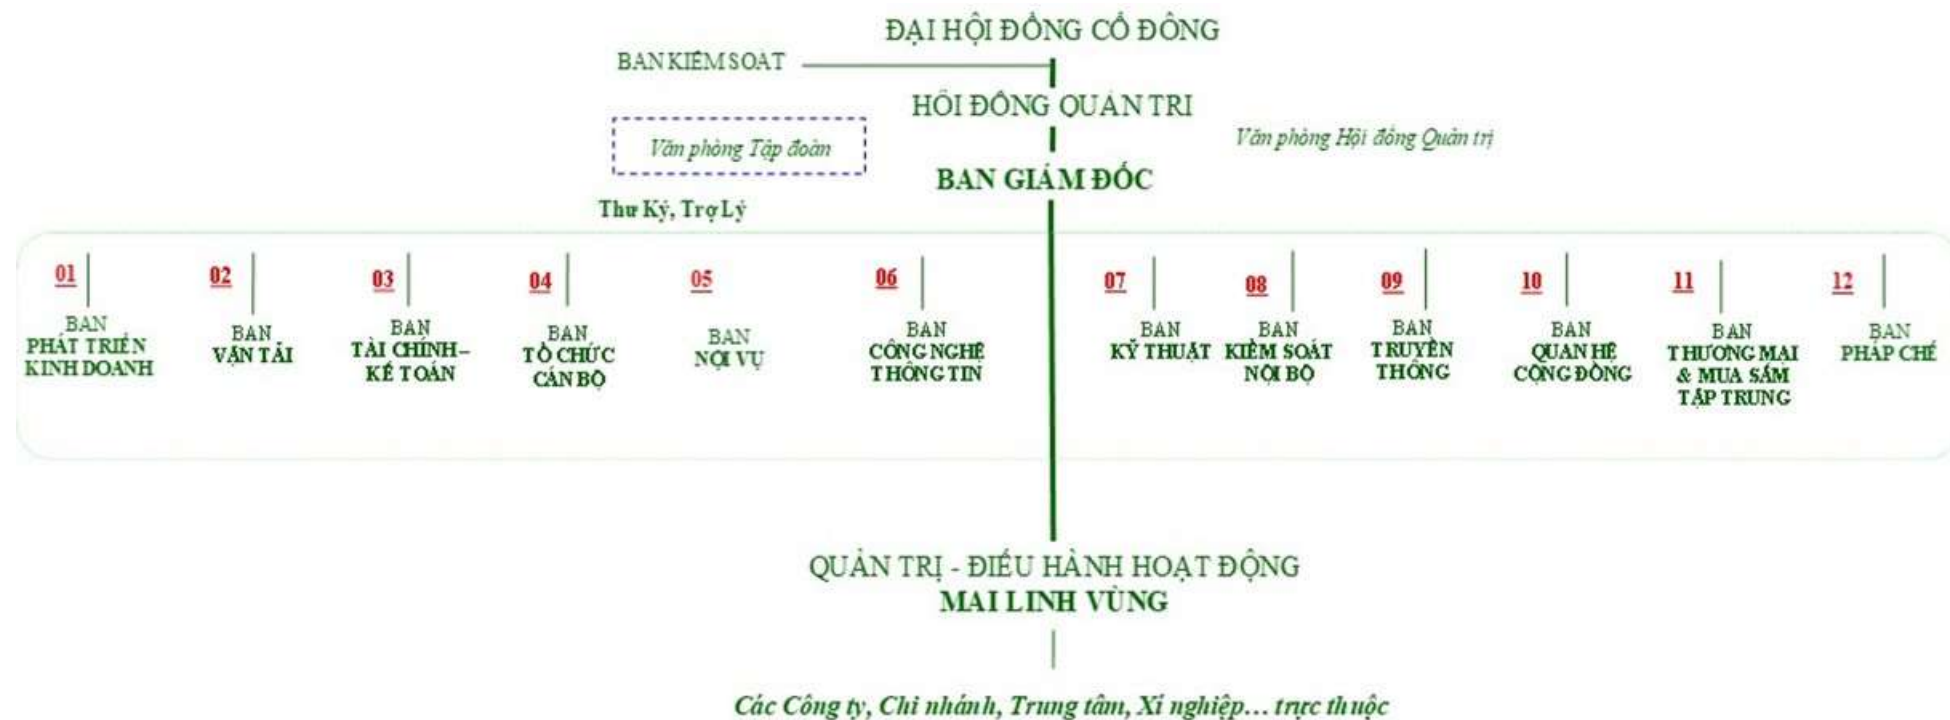 ĐẠI HỘI ĐỒNG CỔ ĐÔNG
BAN KIỂM SOÁT
HỘI ĐỒNG QUẢN TRỊ
Văn phòng Tập đoàn
Văn phòng Hội đồng Quản trị
BAN GIÁM ĐỐC
Thư Ký, Trợ Lý
01
BAN
PHÁT TRIỂN
KINH DOANH
02
BAN
VẬN TẢI
03
BAN
TÀI CHÍNH–
KẾ TOÁN
04
BAN
TỔ CHỨC
CÁN BỘ
05
BAN
NỘI VỤ
06
BAN
CÔNG NGHỆ
THÔNG TIN
07
BAN
KỸ THUẬT
08
BAN
KIỂM SOÁT
NỘI BỘ
09
BAN
TRUYỀN
THÔNG
10
BAN
QUAN HỆ
CỘNG ĐỒNG
11
BAN
THƯƠNG MẠI
& MUA SẮM
TẬP TRUNG
12
BAN
PHÁP CHẾ
QUẢN TRỊ - ĐIỀU HÀNH HOẠT ĐỘNG
MAI LINH VÙNG
Các Công ty, Chi nhánh, Trung tâm, Xí nghiệp... trực thuộc